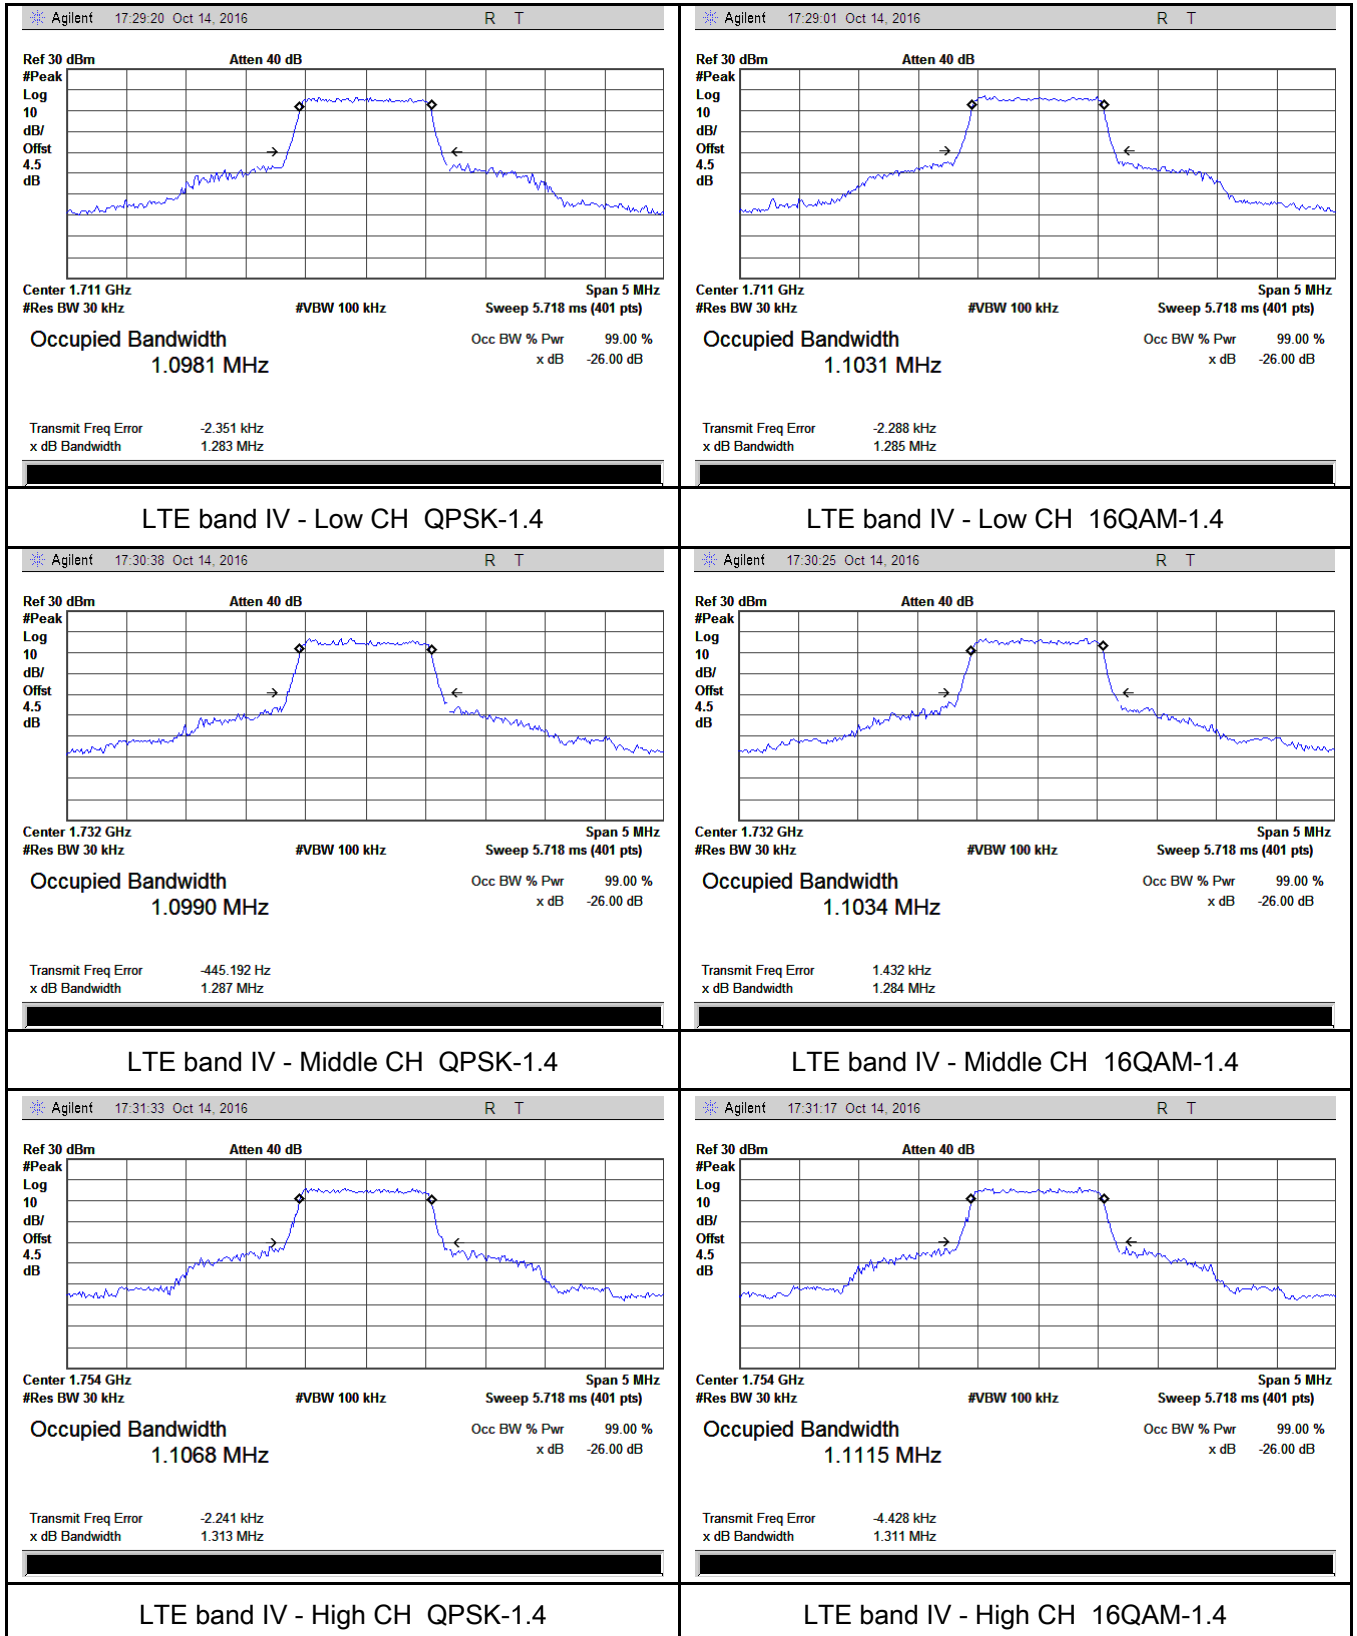 Agilent 17:29:20 Oct 14, 2016 R T
Ref 30 dBm Atten 40 dB
#Peak
Log
10
dB/
Offst
4.5
dB
Center 1.711 GHz Span 5 MHz
#Res BW 30 kHz #VBW 100 kHz Sweep 5.718 ms (401 pts)
Occupied Bandwidth Occ BW % Pwr 99.00 %
1.0981 MHz x dB -26.00 dB
Transmit Freq Error -2.351 kHz
x dB Bandwidth 1.283 MHz
LTE band IV - Low CH QPSK-1.4
Agilent 17:29:01 Oct 14, 2016 R T
Ref 30 dBm Atten 40 dB
#Peak
Log
10
dB/
Offst
4.5
dB
Center 1.711 GHz Span 5 MHz
#Res BW 30 kHz #VBW 100 kHz Sweep 5.718 ms (401 pts)
Occupied Bandwidth Occ BW % Pwr 99.00 %
1.1031 MHz x dB -26.00 dB
Transmit Freq Error -2.288 kHz
x dB Bandwidth 1.285 MHz
LTE band IV - Low CH 16QAM-1.4
Agilent 17:30:38 Oct 14, 2016 R T
Ref 30 dBm Atten 40 dB
#Peak
Log
10
dB/
Offst
4.5
dB
Center 1.732 GHz Span 5 MHz
#Res BW 30 kHz #VBW 100 kHz Sweep 5.718 ms (401 pts)
Occupied Bandwidth Occ BW % Pwr 99.00 %
1.0990 MHz x dB -26.00 dB
Transmit Freq Error -445.192 Hz
x dB Bandwidth 1.287 MHz
LTE band IV - Middle CH QPSK-1.4
Agilent 17:30:25 Oct 14, 2016 R T
Ref 30 dBm Atten 40 dB
#Peak
Log
10
dB/
Offst
4.5
dB
Center 1.732 GHz Span 5 MHz
#Res BW 30 kHz #VBW 100 kHz Sweep 5.718 ms (401 pts)
Occupied Bandwidth Occ BW % Pwr 99.00 %
1.1034 MHz x dB -26.00 dB
Transmit Freq Error 1.432 kHz
x dB Bandwidth 1.284 MHz
LTE band IV - Middle CH 16QAM-1.4
Agilent 17:31:33 Oct 14, 2016 R T
Ref 30 dBm Atten 40 dB
#Peak
Log
10
dB/
Offst
4.5
dB
Center 1.754 GHz Span 5 MHz
#Res BW 30 kHz #VBW 100 kHz Sweep 5.718 ms (401 pts)
Occupied Bandwidth Occ BW % Pwr 99.00 %
1.1068 MHz x dB -26.00 dB
Transmit Freq Error -2.241 kHz
x dB Bandwidth 1.313 MHz
LTE band IV - High CH QPSK-1.4
Agilent 17:31:17 Oct 14, 2016 R T
Ref 30 dBm Atten 40 dB
#Peak
Log
10
dB/
Offst
4.5
dB
Center 1.754 GHz Span 5 MHz
#Res BW 30 kHz #VBW 100 kHz Sweep 5.718 ms (401 pts)
Occupied Bandwidth Occ BW % Pwr 99.00 %
1.1115 MHz x dB -26.00 dB
Transmit Freq Error -4.428 kHz
x dB Bandwidth 1.311 MHz
LTE band IV - High CH 16QAM-1.4